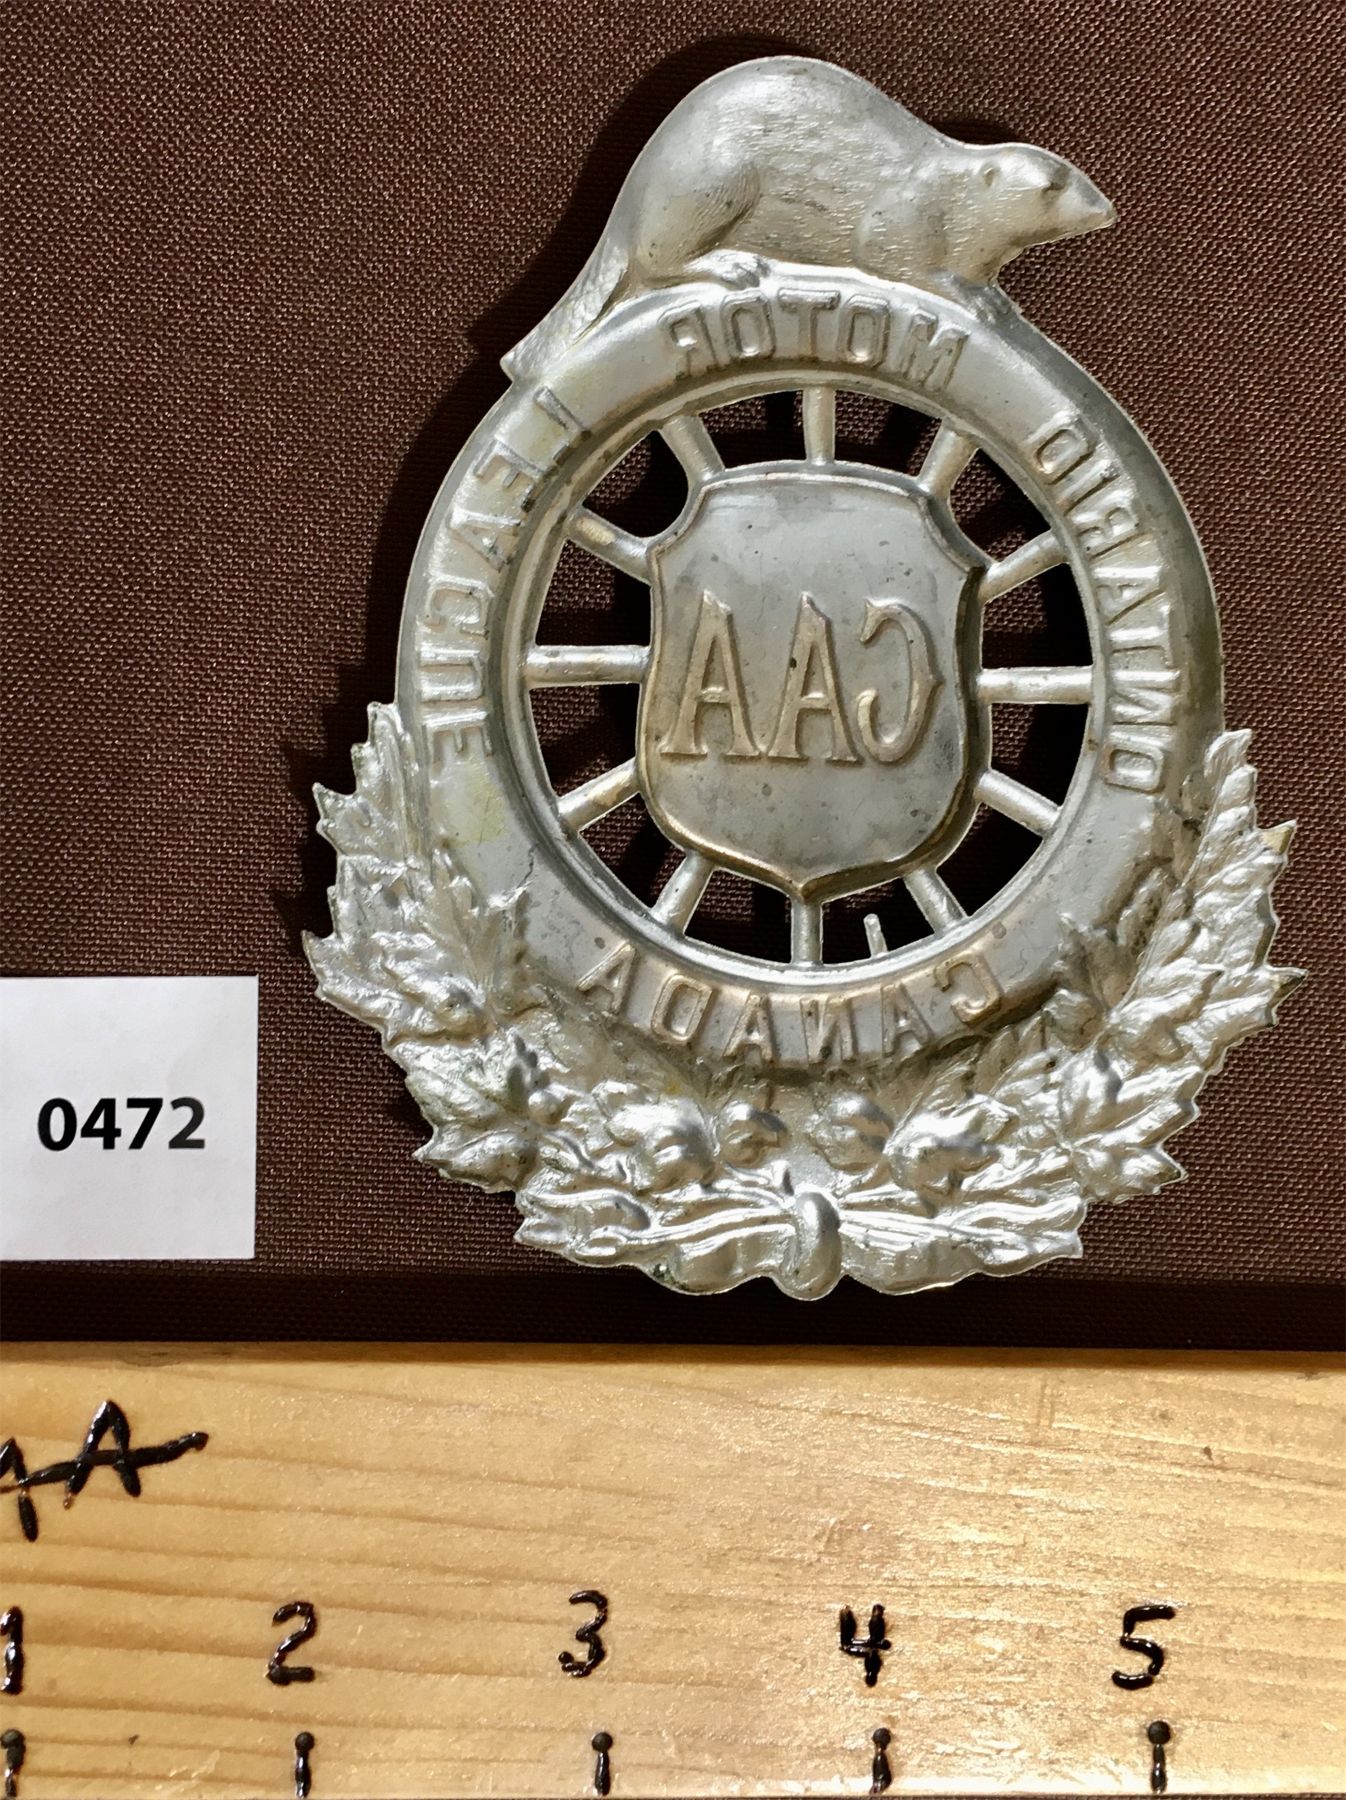 ONTARIO MOTOR LEAGUE
CAA
CANADA
0472
1 2 3 4 5